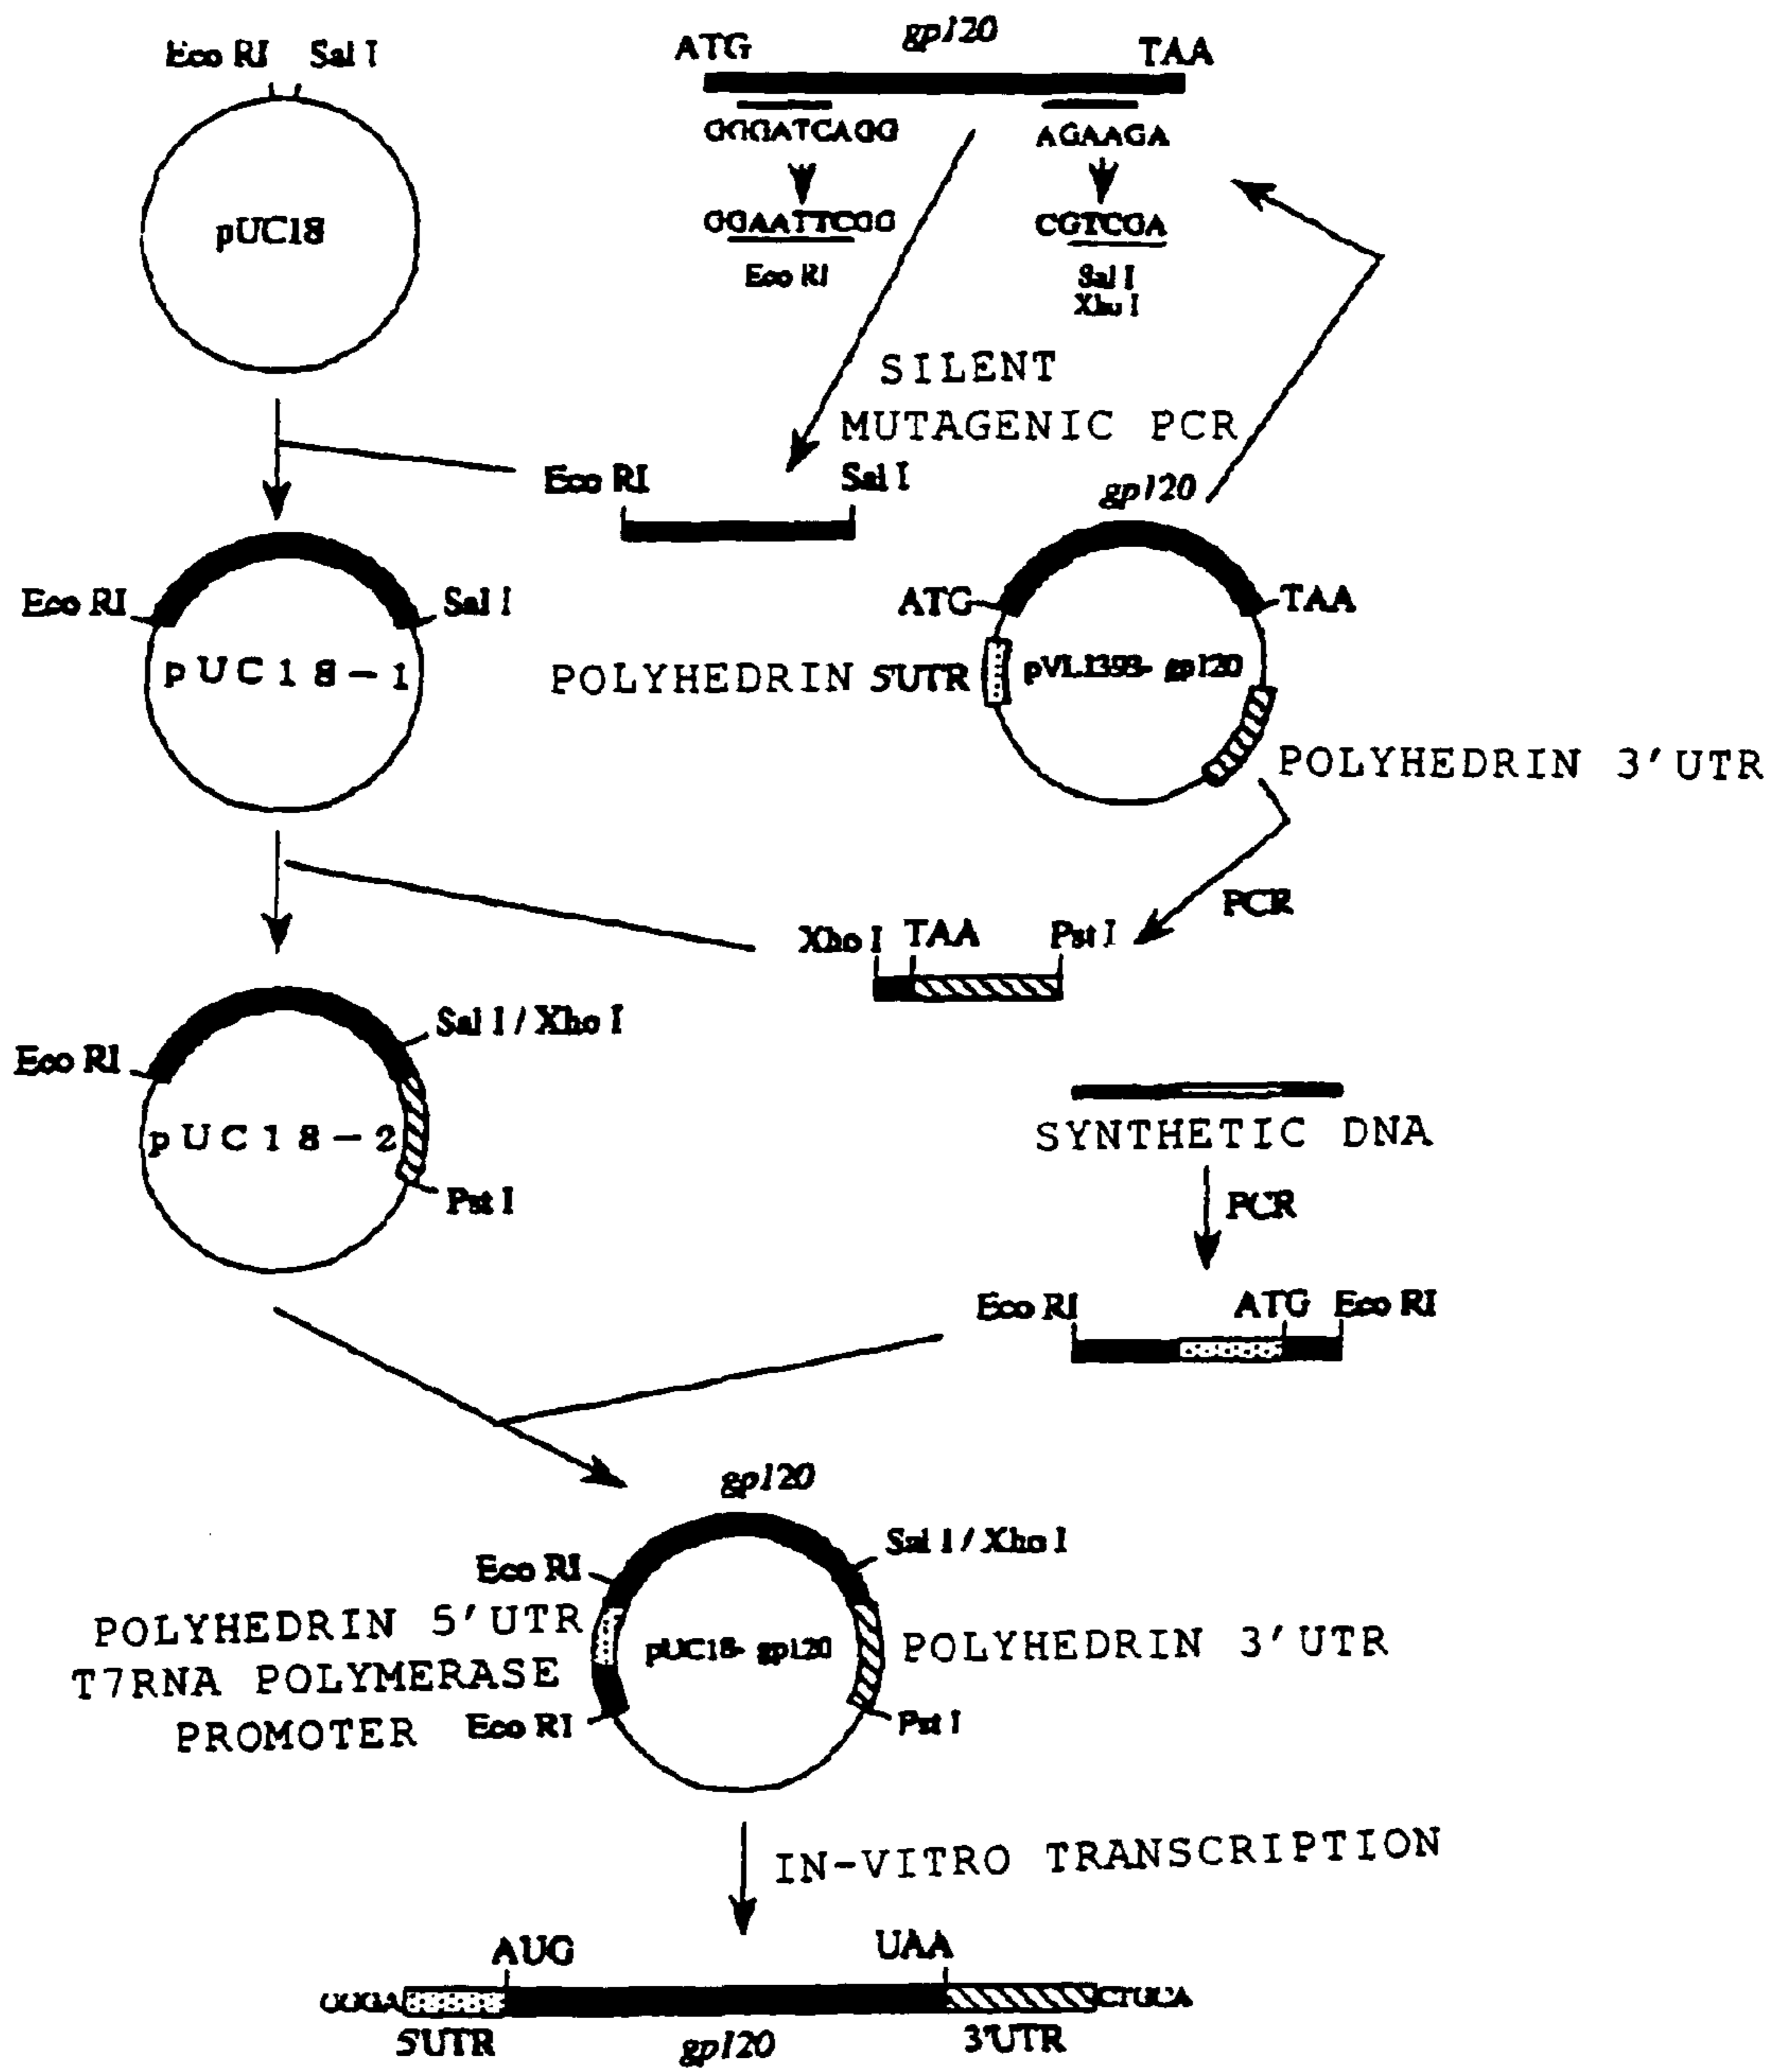 Eco RI Sal I
pUC18
ATG gp120 TAA
GGGATCAGG AGAAGA
GGAATTCGG CGTCGA
Eco RI Sal I
Xho I
SILENT
MUTAGENIC PCR
Eco RI Sal I
gp120
Eco RI Sal I
pUC18-1
ATG TAA
POLYHEDRIN 5'UTR pVL1393-gp120
POLYHEDRIN 3'UTR
PCR
Xho I TAA Pst I
Sal I / Xho I
Eco RI
pUC18-2
Pst I
SYNTHETIC DNA
PCR
Eco RI ATG Eco RI
gp120
Sal I / Xho I
Eco RI
POLYHEDRIN 5'UTR pUC18-gp120 POLYHEDRIN 3'UTR
T7RNA POLYMERASE
PROMOTER Eco RI Pst I
IN-VITRO TRANSCRIPTION
AUG UAA
GGGA CTGCA
5'UTR gp120 3'UTR